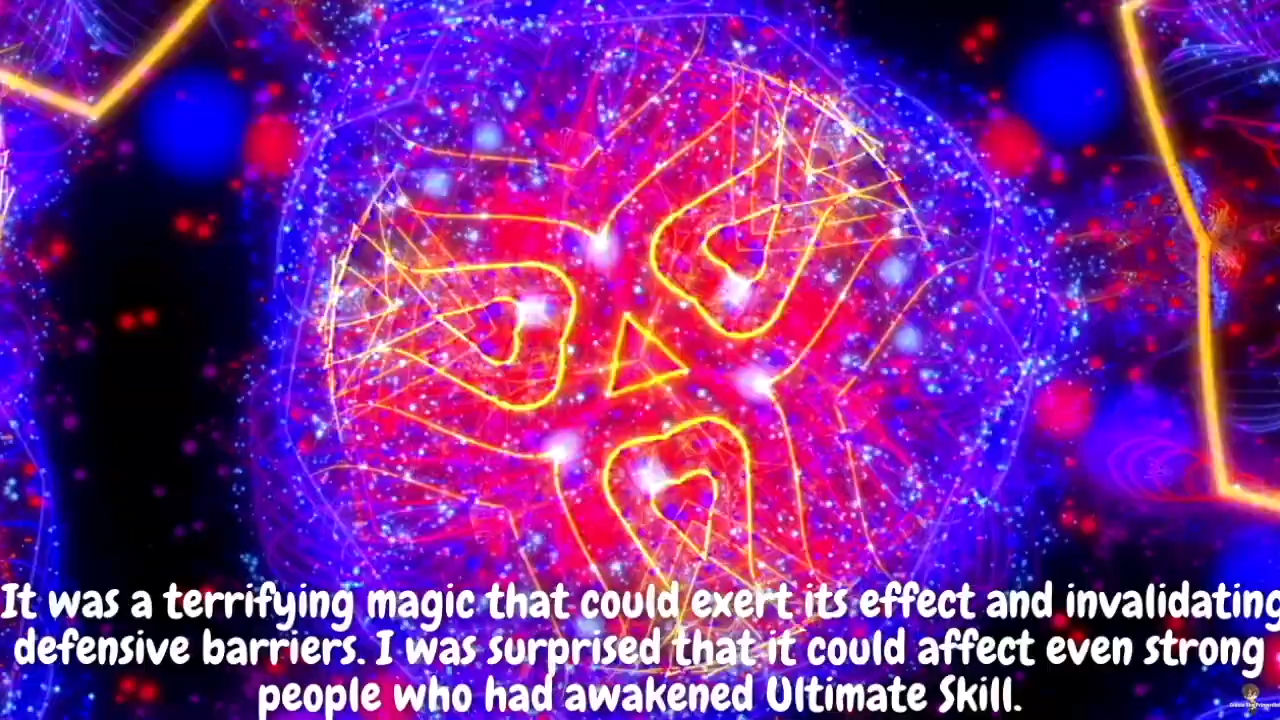 It was a terrifying magic that could exert its effect and invalidating
defensive barriers. I was surprised that it could affect even strong
people who had awakened Ultimate Skill.